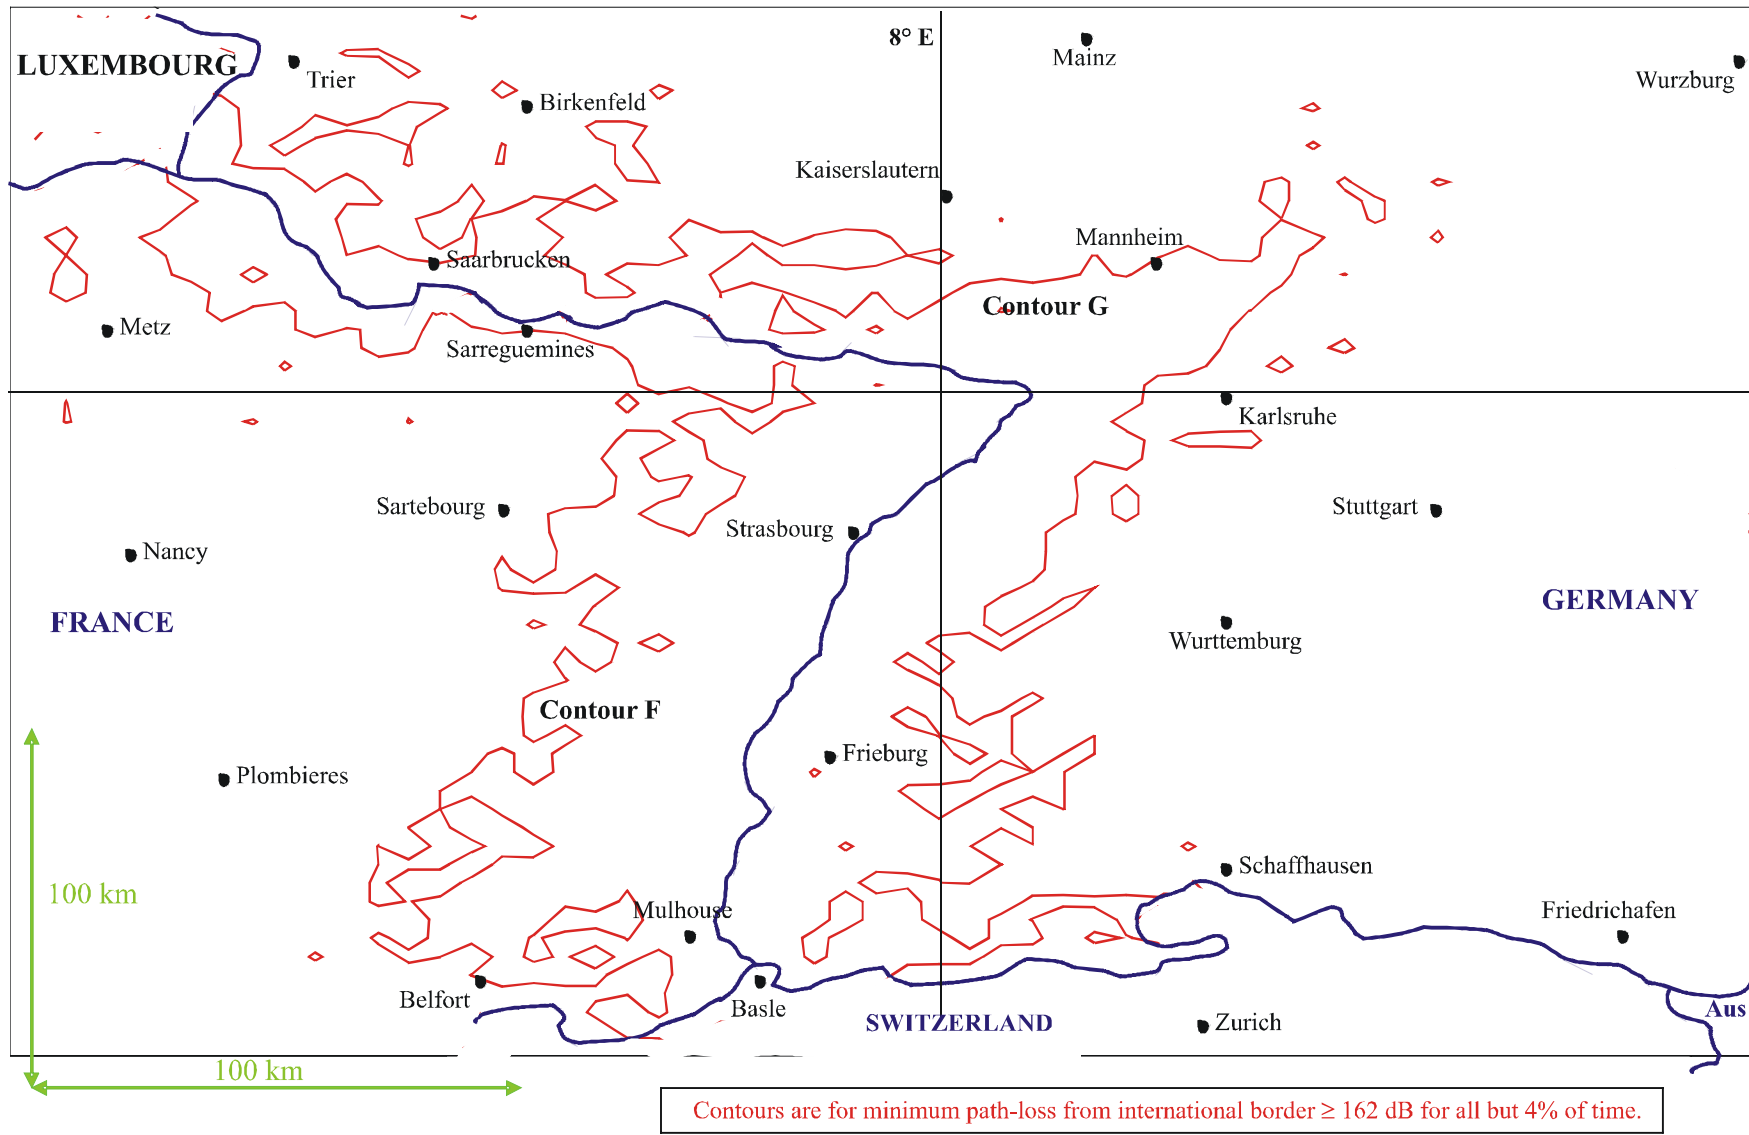 8° E
Mainz
LUXEMBOURG
Trier
Wurzburg
Birkenfeld
Kaiserslautern
Mannheim
Saarbrucken
Contour G
Metz
Sarreguemines
Karlsruhe
Sartebourg
Strasbourg
Stuttgart
Nancy
FRANCE
GERMANY
Wurttemburg
Contour F
Frieburg
Plombieres
Schaffhausen
100 km
Mulhouse
Friedrichafen
Belfort
Basle
SWITZERLAND
Zurich
Aus
100 km
Contours are for minimum path-loss from international border ≥ 162 dB for all but 4% of time.